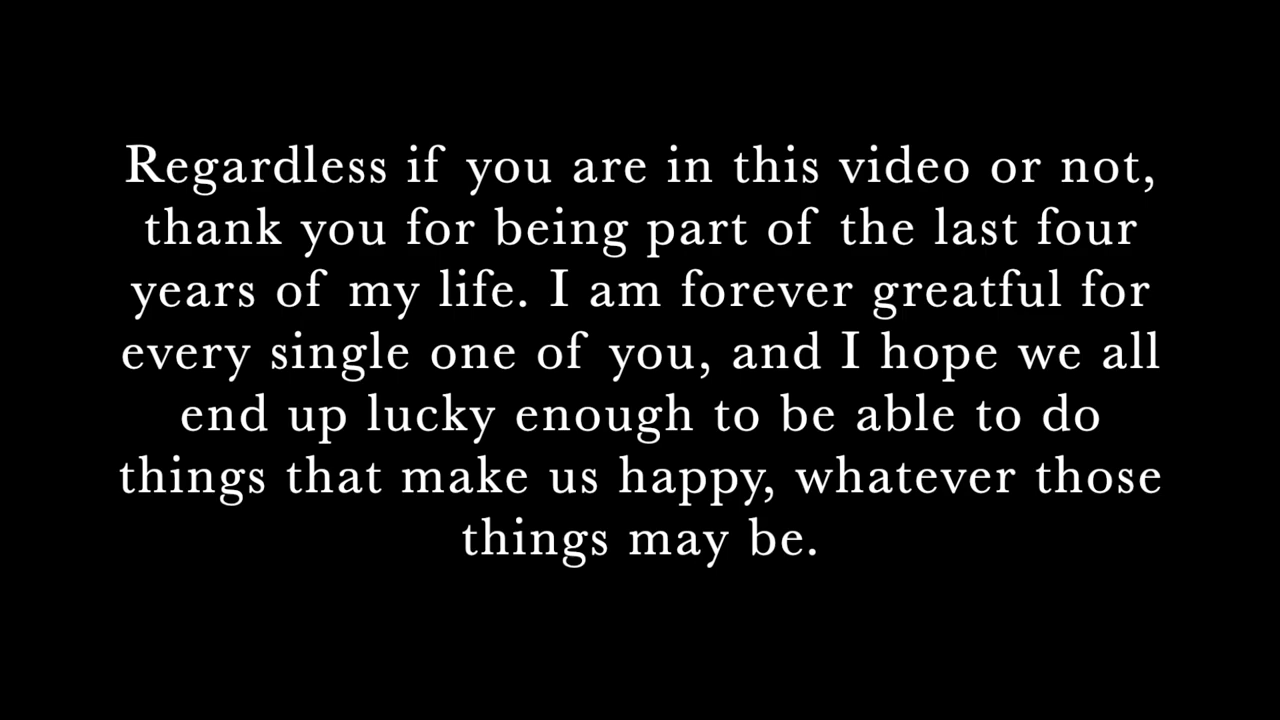 Regardless if you are in this video or not,
thank you for being part of the last four
years of my life. I am forever greatful for
every single one of you, and I hope we all
end up lucky enough to be able to do
things that make us happy, whatever those
things may be.